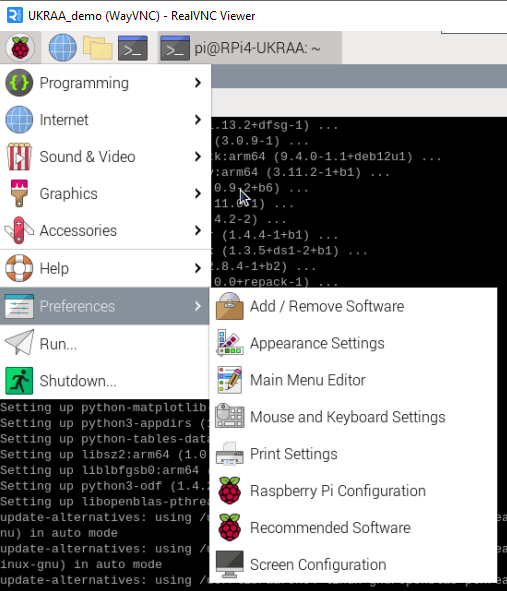 UKRAA_demo (WayVNC) - RealVNC Viewer
pi@RPi4-UKRAA: ~
Programming
Internet
Sound & Video
Graphics
Accessories
Help
Preferences
Run...
Shutdown...
.13.2+dfsg-1) ...
(3.0.9-1) ...
k:arm64 (9.4.0-1.1+deb12u1) ...
:arm64 (3.11.2-1+b1) ...
.0.9-2+b6) ...
11.0-1) ...
4.2-2) ...
(1.4.4-1+b1) ...
(1.3.5+ds1-2+b1) ...
2.8.4-1+b2) ...
.0.0+repack-1) ...
Add / Remove Software
Appearance Settings
Main Menu Editor
Mouse and Keyboard Settings
Print Settings
Raspberry Pi Configuration
Recommended Software
Screen Configuration
Setting up python-matplotlib-
Setting up python3-appdirs (1
Setting up python-tables-dat
Setting up libsz2:arm64 (1.0.
Setting up liblbfgsb0:arm64 (
Setting up python3-odf (1.4.2
Setting up libopenblas-pthre
update-alternatives: using /u
nu) in auto mode
update-alternatives: using /u
inux-gnu) in auto mode
update-alternatives: using